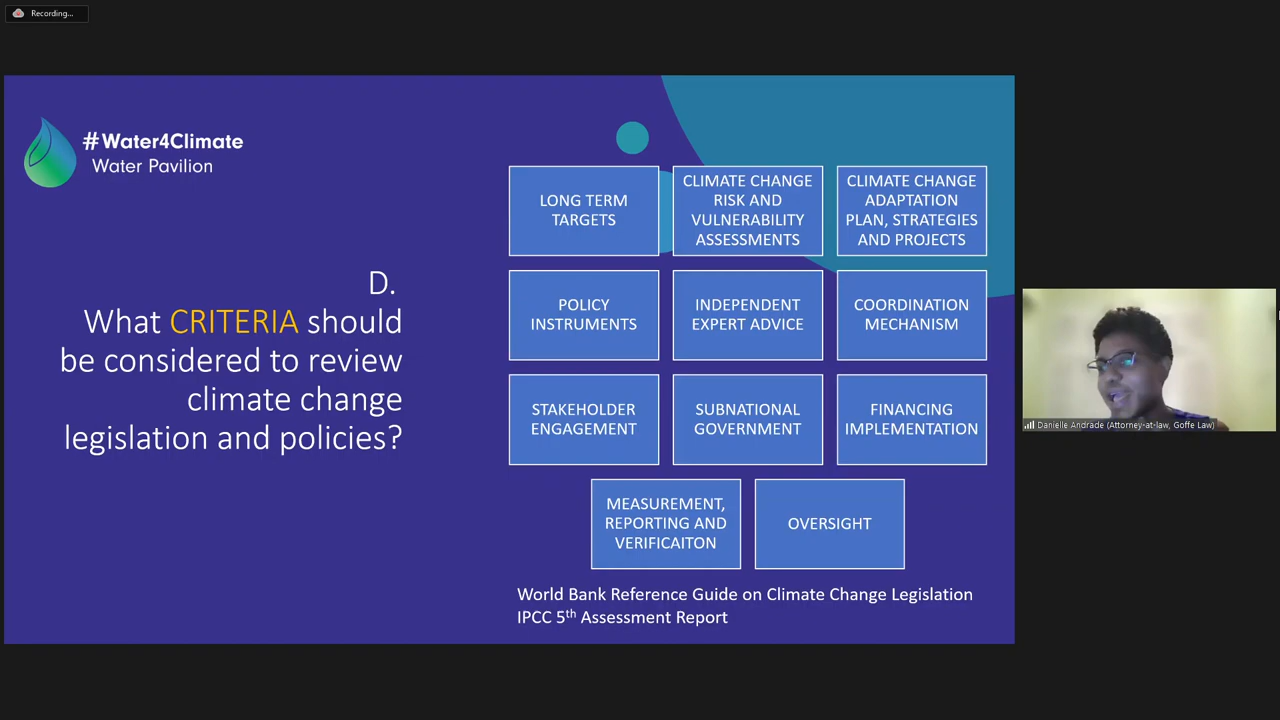 Recording...
#Water4Climate
Water Pavilion
D.
What CRITERIA should
be considered to review
climate change
legislation and policies?
LONG TERM
TARGETS
CLIMATE CHANGE
RISK AND
VULNERABILITY
ASSESSMENTS
CLIMATE CHANGE
ADAPTATION
PLAN, STRATEGIES
AND PROJECTS
POLICY
INSTRUMENTS
INDEPENDENT
EXPERT ADVICE
COORDINATION
MECHANISM
STAKEHOLDER
ENGAGEMENT
SUBNATIONAL
GOVERNMENT
FINANCING
IMPLEMENTATION
MEASUREMENT,
REPORTING AND
VERIFICAITON
OVERSIGHT
World Bank Reference Guide on Climate Change Legislation
IPCC 5th Assessment Report
Danielle Andrade (Attorney-at-law, Goffe Law)